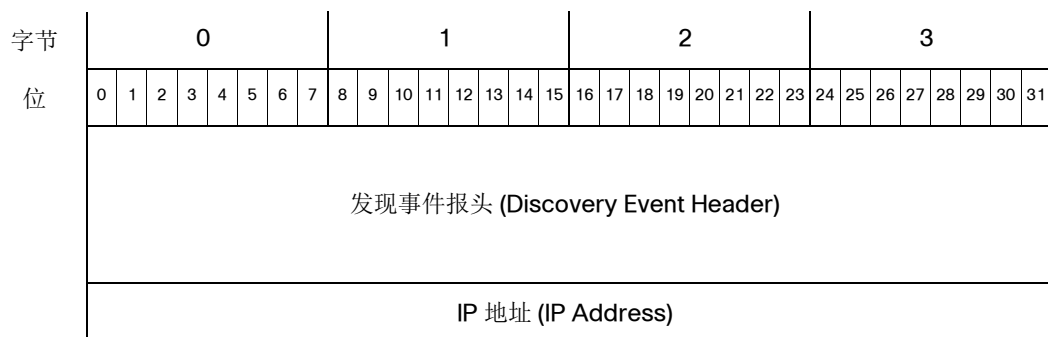 字节 0 1 2 3
位 0 1 2 3 4 5 6 7 8 9 10 11 12 13 14 15 16 17 18 19 20 21 22 23 24 25 26 27 28 29 30 31
发现事件报头 (Discovery Event Header)
IP 地址 (IP Address)